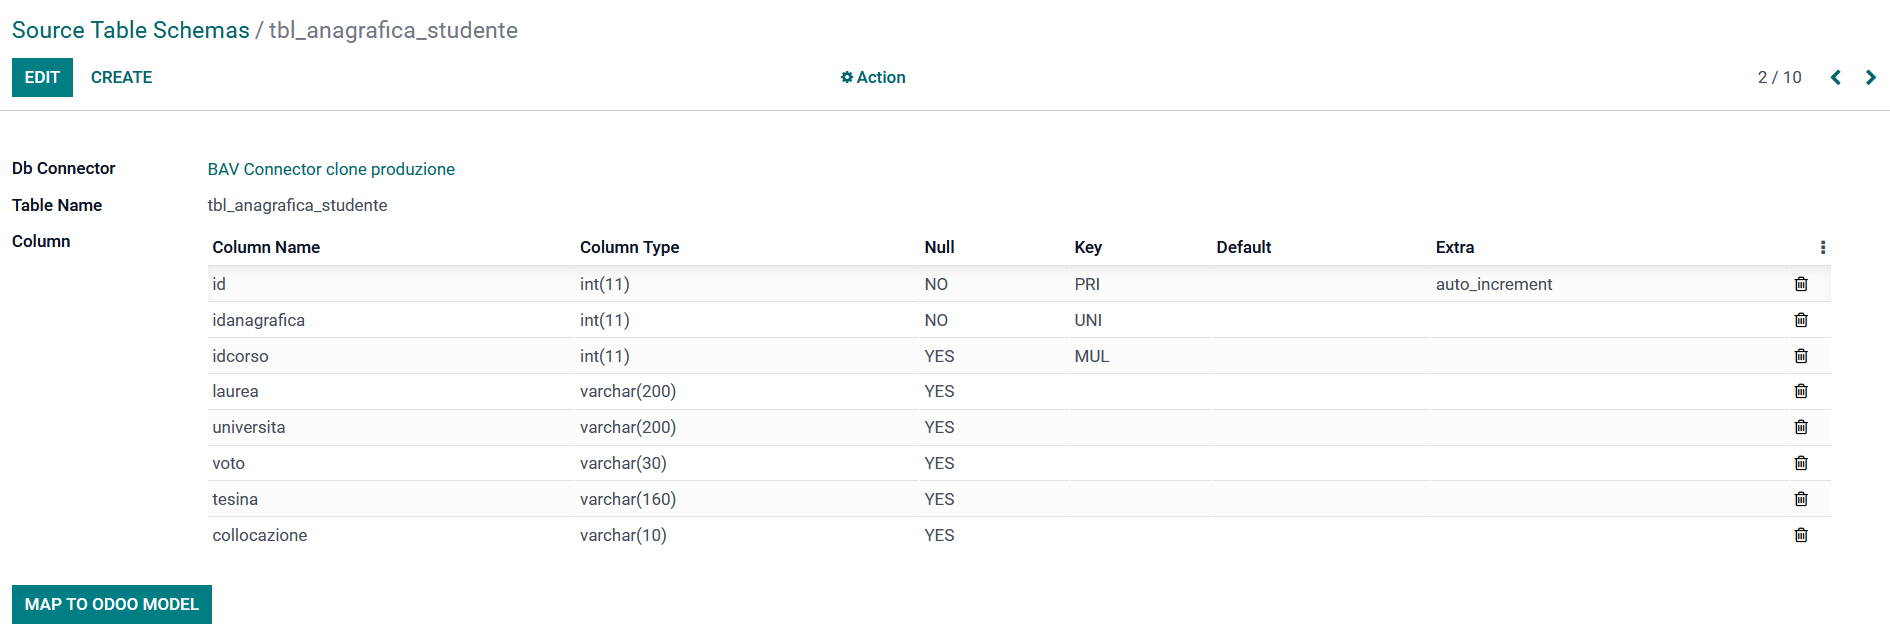 Source Table Schemas / tbl_anagrafica_studente
EDIT CREATE Action 2 / 10
Db Connector BAV Connector clone produzione
Table Name tbl_anagrafica_studente
Column
Column Name Column Type Null Key Default Extra
id int(11) NO PRI auto_increment
idanagrafica int(11) NO UNI
idcorso int(11) YES MUL
laurea varchar(200) YES
universita varchar(200) YES
voto varchar(30) YES
tesina varchar(160) YES
collocazione varchar(10) YES
MAP TO ODOO MODEL